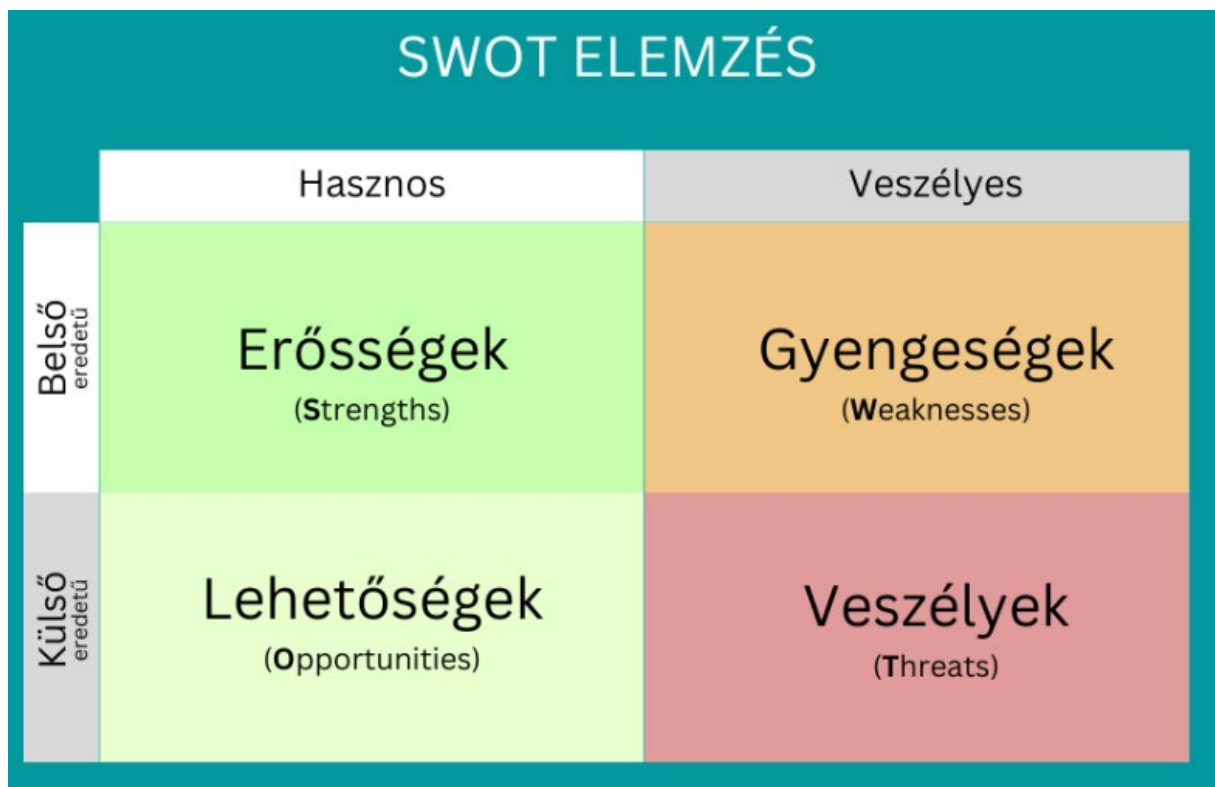 SWOT ELEMZÉS
Hasznos
Veszélyes
Belső
eredetű
Erősségek
(Strengths)
Gyengeségek
(Weaknesses)
Külső
eredetű
Lehetőségek
(Opportunities)
Veszélyek
(Threats)